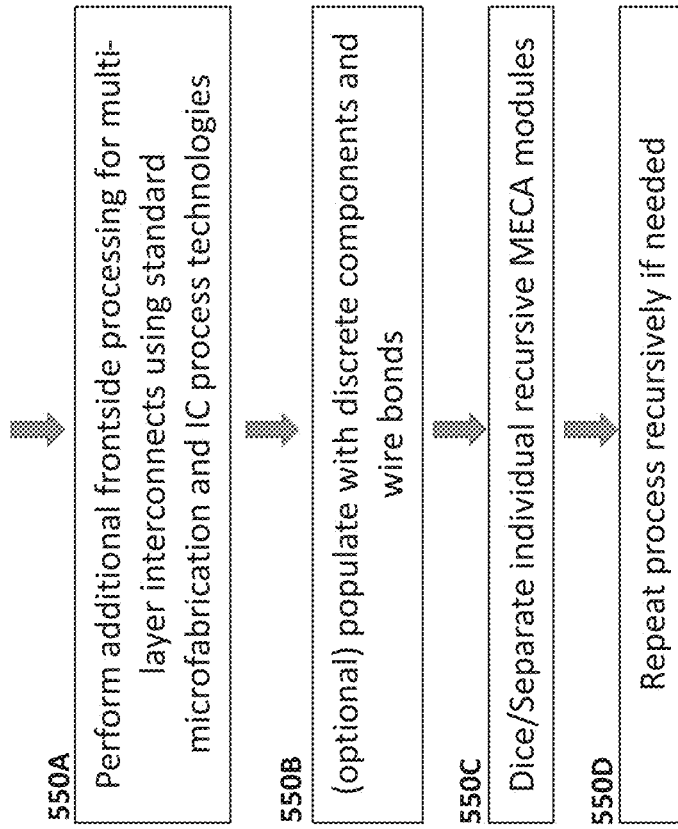 550A
Perform additional frontside processing for multi-
layer interconnects using standard
microfabrication and IC process technologies
550B
(optional) populate with discrete components and
wire bonds
550C
Dice/Separate individual recursive MECA modules
550D
Repeat process recursively if needed